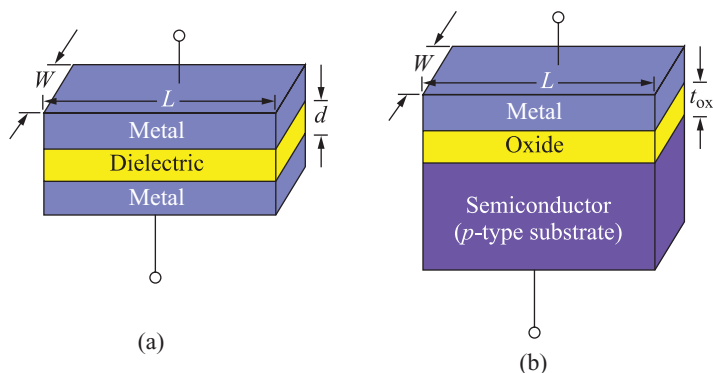 W
L
d
Metal
Dielectric
Metal
(a)
W
L
t_ox
Metal
Oxide
Semiconductor
(p-type substrate)
(b)